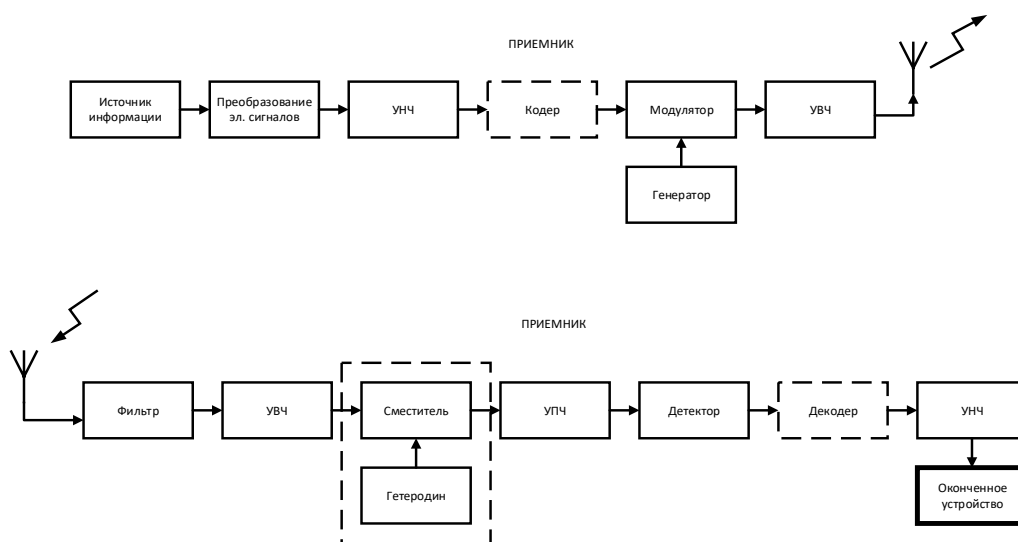 ПРИЕМНИК
Источник
информации
Преобразование
эл. сигналов
УНЧ
Кодер
Модулятор
УВЧ
Генератор
ПРИЕМНИК
Фильтр
УВЧ
Сместитель
УПЧ
Детектор
Декодер
УНЧ
Гетеродин
Оконченное
устройство